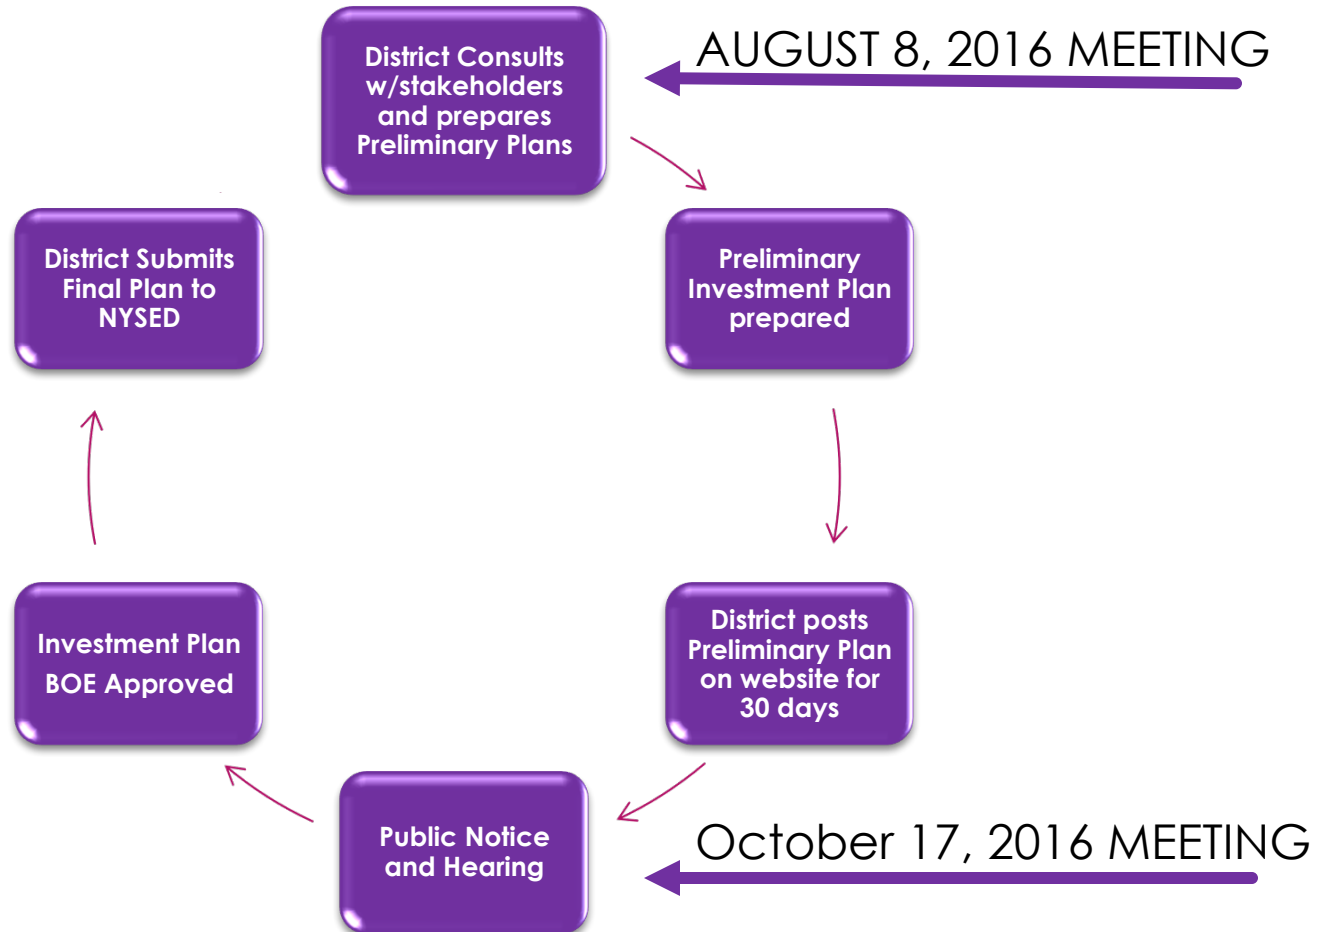 District Consults
w/stakeholders
and prepares
Preliminary Plans
AUGUST 8, 2016 MEETING
Preliminary
Investment Plan
prepared
District posts
Preliminary Plan
on website for
30 days
Public Notice
and Hearing
October 17, 2016 MEETING
Investment Plan
BOE Approved
District Submits
Final Plan to
NYSED